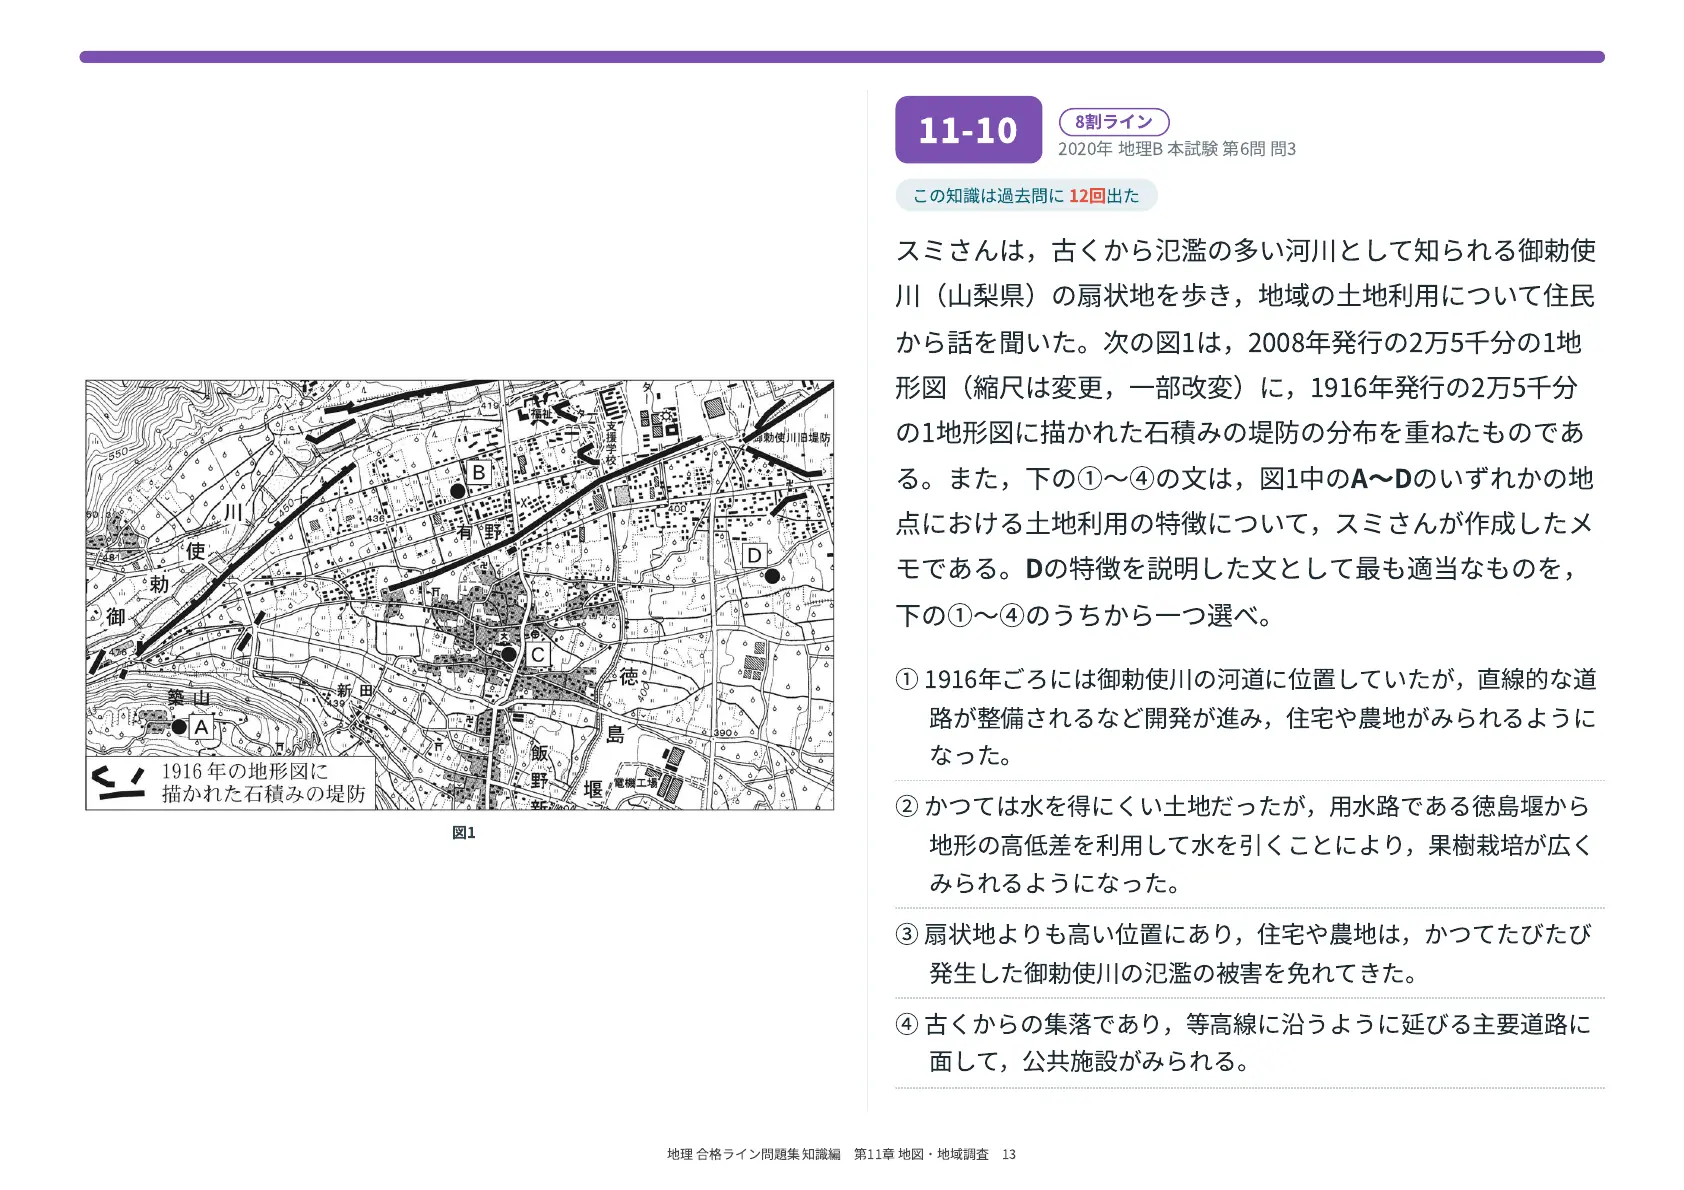 11-10
8割ライン
2020年 地理B 本試験 第6問 問3
この知識は過去問に 12回出た
スミさんは，古くから氾濫の多い河川として知られる御勅使
川（山梨県）の扇状地を歩き，地域の土地利用について住民
から話を聞いた。次の図1は，2008年発行の2万5千分の1地
形図（縮尺は変更，一部改変）に，1916年発行の2万5千分
の1地形図に描かれた石積みの堤防の分布を重ねたものであ
る。また，下の①〜④の文は，図1中のA〜Dのいずれかの地
点における土地利用の特徴について，スミさんが作成したメ
モである。Dの特徴を説明した文として最も適当なものを，
下の①〜④のうちから一つ選べ。
① 1916年ごろには御勅使川の河道に位置していたが，直線的な道
路が整備されるなど開発が進み，住宅や農地がみられるように
なった。
② かつては水を得にくい土地だったが，用水路である徳島堰から
地形の高低差を利用して水を引くことにより，果樹栽培が広く
みられるようになった。
③ 扇状地よりも高い位置にあり，住宅や農地は，かつてたびたび
発生した御勅使川の氾濫の被害を免れてきた。
④ 古くからの集落であり，等高線に沿うように延びる主要道路に
面して，公共施設がみられる。
550
419
福祉
支援学校
御勅使川旧堤防
B
450
436
川
有野
400
使
481
D
勅
御
476
C
徳
新田
439
築山
A
島
390
飯野新
堰
電機工場
1916年の地形図に
描かれた石積みの堤防
図1
地理 合格ライン問題集 知識編　第11章 地図・地域調査　13